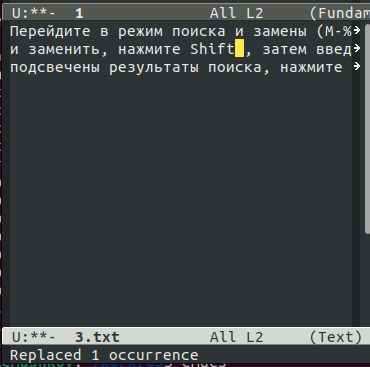 U:**- 1 All L2 (Fundam
Перейдите в режим поиска и замены (M-%
и заменить, нажмите Shift , затем введ
подсвечены результаты поиска, нажмите
U:**- 3.txt All L2 (Text)
Replaced 1 occurrence